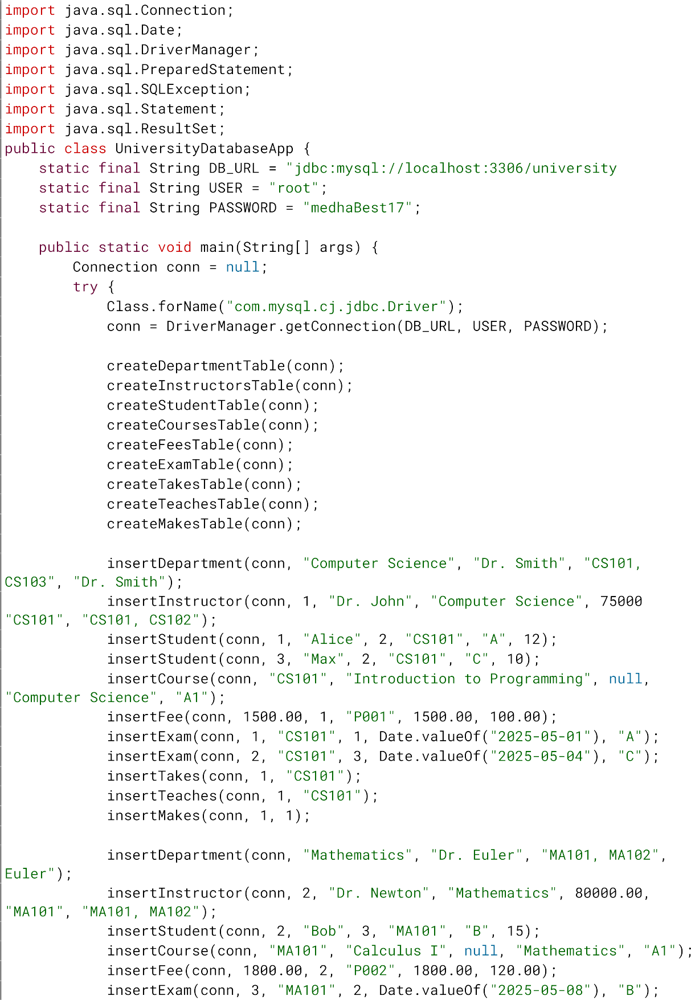 import java.sql.Connection;
import java.sql.Date;
import java.sql.DriverManager;
import java.sql.PreparedStatement;
import java.sql.SQLException;
import java.sql.Statement;
import java.sql.ResultSet;
public class UniversityDatabaseApp {
    static final String DB_URL = "jdbc:mysql://localhost:3306/university
    static final String USER = "root";
    static final String PASSWORD = "medhaBest17";

    public static void main(String[] args) {
        Connection conn = null;
        try {
            Class.forName("com.mysql.cj.jdbc.Driver");
            conn = DriverManager.getConnection(DB_URL, USER, PASSWORD);

            createDepartmentTable(conn);
            createInstructorsTable(conn);
            createStudentTable(conn);
            createCoursesTable(conn);
            createFeesTable(conn);
            createExamTable(conn);
            createTakesTable(conn);
            createTeachesTable(conn);
            createMakesTable(conn);

            insertDepartment(conn, "Computer Science", "Dr. Smith", "CS101,
CS103", "Dr. Smith");
            insertInstructor(conn, 1, "Dr. John", "Computer Science", 75000
"CS101", "CS101, CS102");
            insertStudent(conn, 1, "Alice", 2, "CS101", "A", 12);
            insertStudent(conn, 3, "Max", 2, "CS101", "C", 10);
            insertCourse(conn, "CS101", "Introduction to Programming", null,
"Computer Science", "A1");
            insertFee(conn, 1500.00, 1, "P001", 1500.00, 100.00);
            insertExam(conn, 1, "CS101", 1, Date.valueOf("2025-05-01"), "A");
            insertExam(conn, 2, "CS101", 3, Date.valueOf("2025-05-04"), "C");
            insertTakes(conn, 1, "CS101");
            insertTeaches(conn, 1, "CS101");
            insertMakes(conn, 1, 1);

            insertDepartment(conn, "Mathematics", "Dr. Euler", "MA101, MA102",
Euler");
            insertInstructor(conn, 2, "Dr. Newton", "Mathematics", 80000.00,
"MA101", "MA101, MA102");
            insertStudent(conn, 2, "Bob", 3, "MA101", "B", 15);
            insertCourse(conn, "MA101", "Calculus I", null, "Mathematics", "A1");
            insertFee(conn, 1800.00, 2, "P002", 1800.00, 120.00);
            insertExam(conn, 3, "MA101", 2, Date.valueOf("2025-05-08"), "B");